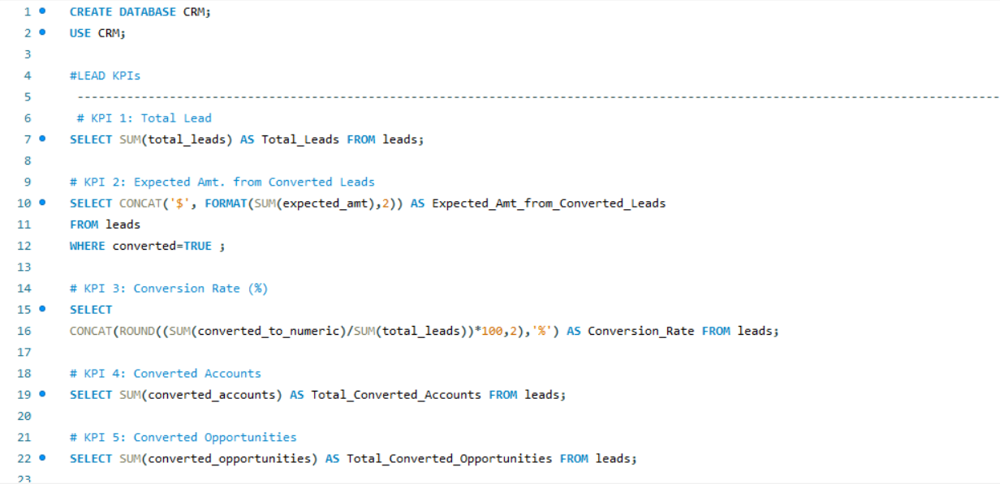 1 CREATE DATABASE CRM;
2 USE CRM;
3
4 #LEAD KPIs
5 --------------------------------------------------------------------------------------------------------------------------------
6 # KPI 1: Total Lead
7 SELECT SUM(total_leads) AS Total_Leads FROM leads;
8
9 # KPI 2: Expected Amt. from Converted Leads
10 SELECT CONCAT('$', FORMAT(SUM(expected_amt),2)) AS Expected_Amt_from_Converted_Leads
11 FROM leads
12 WHERE converted=TRUE ;
13
14 # KPI 3: Conversion Rate (%)
15 SELECT
16 CONCAT(ROUND((SUM(converted_to_numeric)/SUM(total_leads))*100,2),'%') AS Conversion_Rate FROM leads;
17
18 # KPI 4: Converted Accounts
19 SELECT SUM(converted_accounts) AS Total_Converted_Accounts FROM leads;
20
21 # KPI 5: Converted Opportunities
22 SELECT SUM(converted_opportunities) AS Total_Converted_Opportunities FROM leads;
23